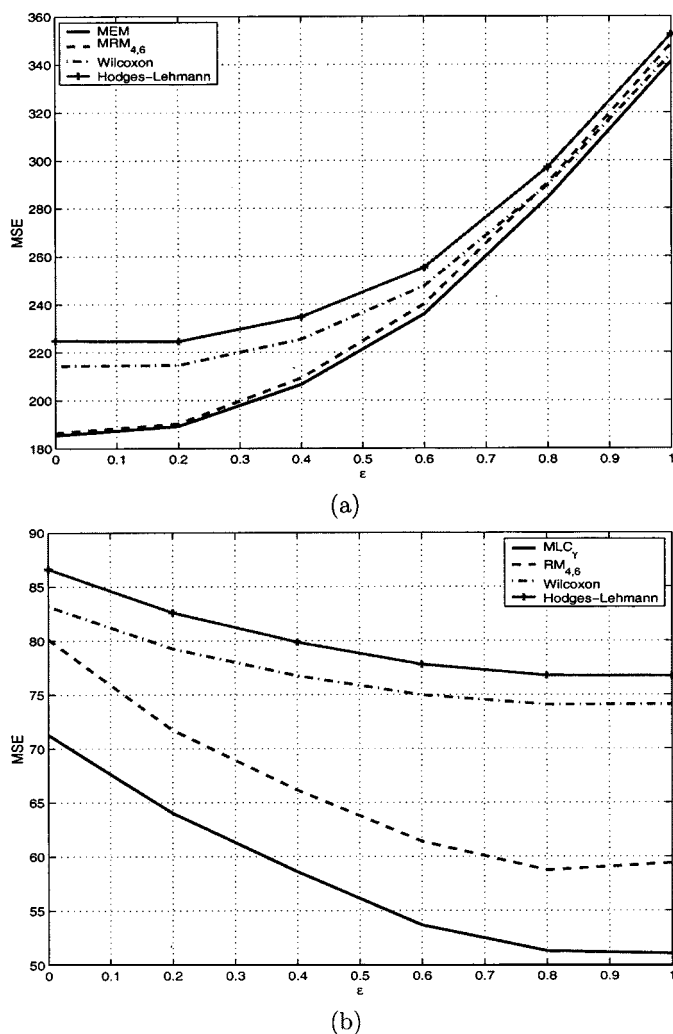 360
340
320
300
280
260
240
220
200
180
MSE
MEM
MRM4,6
Wilcoxon
Hodges-Lehmann
0 0.1 0.2 0.3 0.4 0.5 0.6 0.7 0.8 0.9 1
ε
(a)
90
85
80
75
70
65
60
55
50
MSE
MLCγ
RM4,6
Wilcoxon
Hodges-Lehmann
0 0.1 0.2 0.3 0.4 0.5 0.6 0.7 0.8 0.9 1
ε
(b)